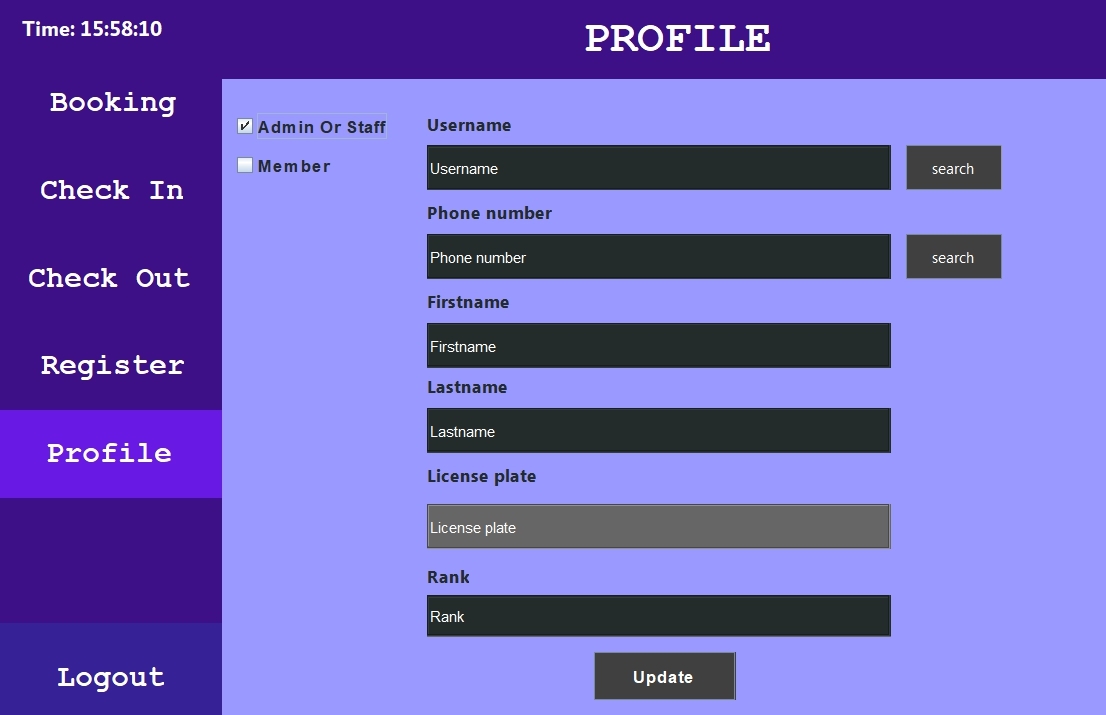 Time: 15:58:10
PROFILE
Booking
Check In
Check Out
Register
Profile
Logout
Admin Or Staff
Member
Username
Username
search
Phone number
Phone number
search
Firstname
Firstname
Lastname
Lastname
License plate
License plate
Rank
Rank
Update